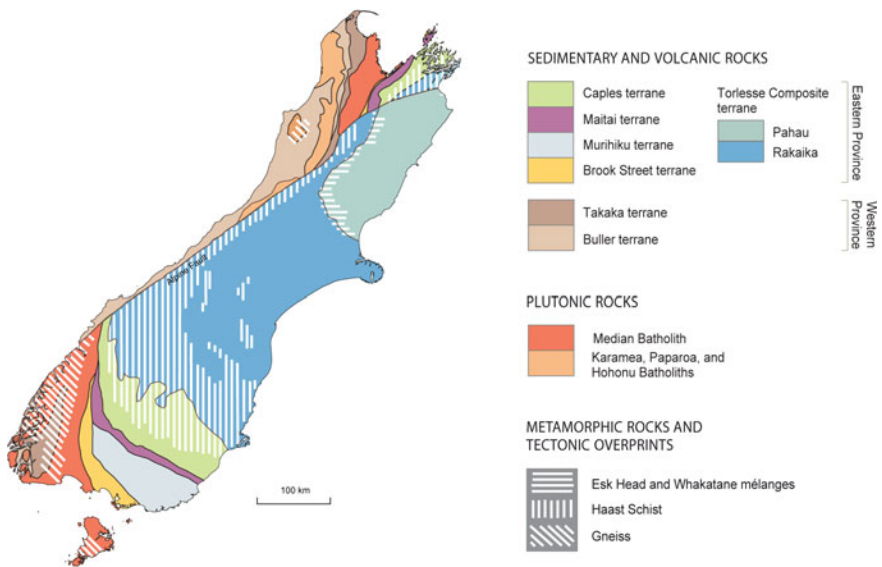 Alpine Fault
100 km
SEDIMENTARY AND VOLCANIC ROCKS
Caples terrane
Maitai terrane
Murihiku terrane
Brook Street terrane
Torlesse Composite
terrane
Pahau
Rakaika
Eastern Province
Takaka terrane
Buller terrane
Western
Province
PLUTONIC ROCKS
Median Batholith
Karamea, Paparoa, and
Hohonu Batholiths
METAMORPHIC ROCKS AND
TECTONIC OVERPRINTS
Esk Head and Whakatane mélanges
Haast Schist
Gneiss